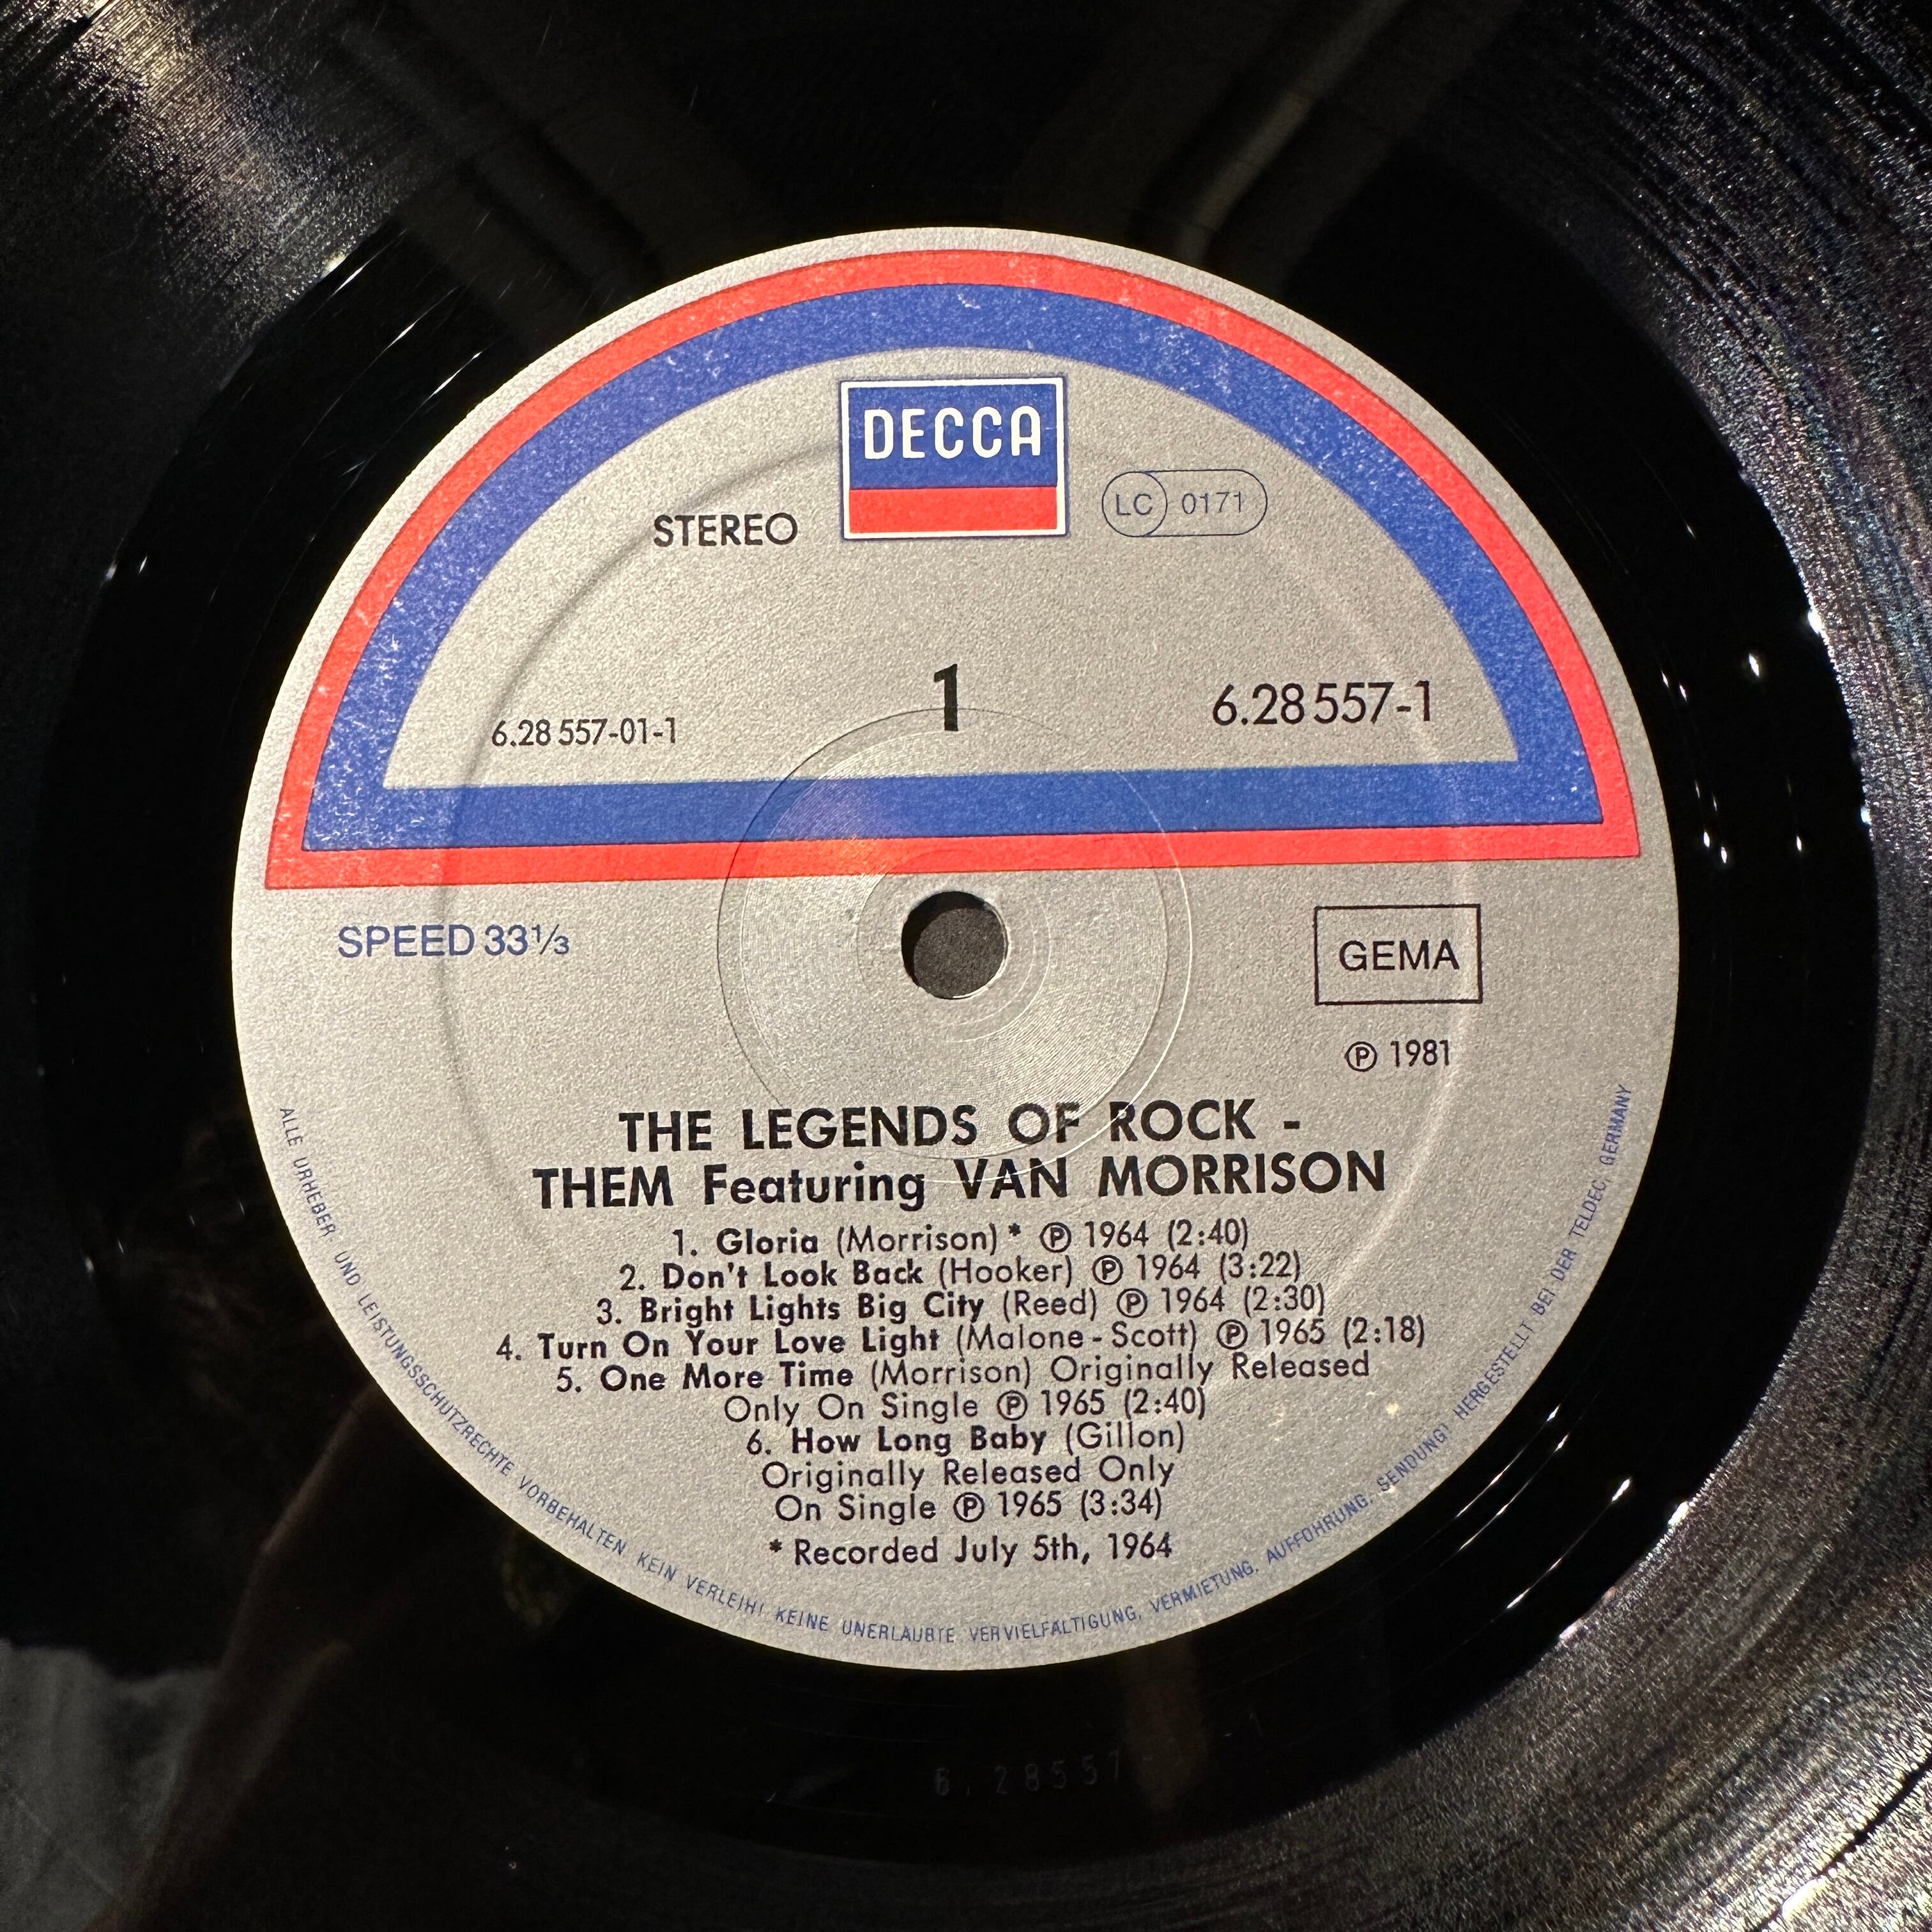 DECCA
STEREO
LC 0171
1
6.28 557-01-1
6.28 557-1
SPEED 33⅓
GEMA
℗ 1981
THE LEGENDS OF ROCK -
THEM Featuring VAN MORRISON
1. Gloria (Morrison)* ℗ 1964 (2:40)
2. Don't Look Back (Hooker) ℗ 1964 (3:22)
3. Bright Lights Big City (Reed) ℗ 1964 (2:30)
4. Turn On Your Love Light (Malone-Scott) ℗ 1965 (2:18)
5. One More Time (Morrison) Originally Released
Only On Single ℗ 1965 (2:40)
6. How Long Baby (Gillon)
Originally Released Only
On Single ℗ 1965 (3:34)
* Recorded July 5th, 1964
ALLE URHEBER- UND LEISTUNGSSCHUTZRECHTE VORBEHALTEN KEIN VERLEIH! KEINE UNERLAUBTE VERVIELFÄLTIGUNG, VERMIETUNG, AUFFÜHRUNG, SENDUNG! HERGESTELLT BEI DER TELDEC, GERMANY
6.28557